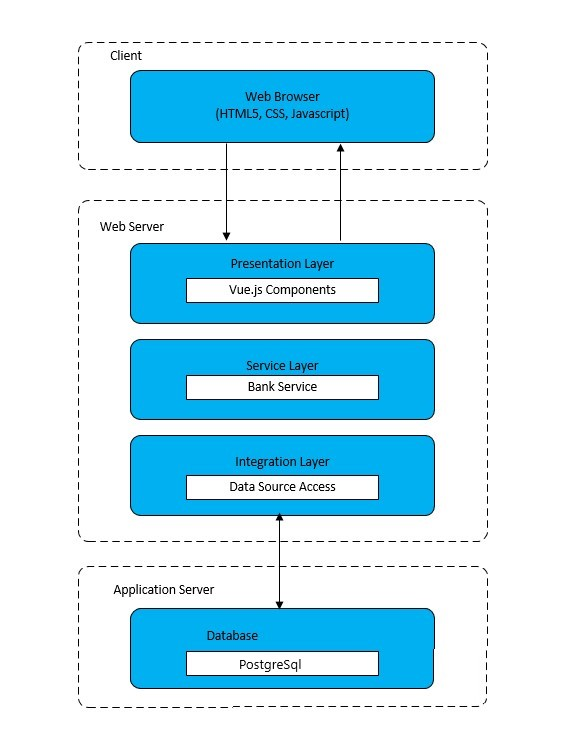 Client
Web Browser
(HTML5, CSS, Javascript)
Web Server
Presentation Layer
Vue.js Components
Service Layer
Bank Service
Integration Layer
Data Source Access
Application Server
Database
PostgreSql